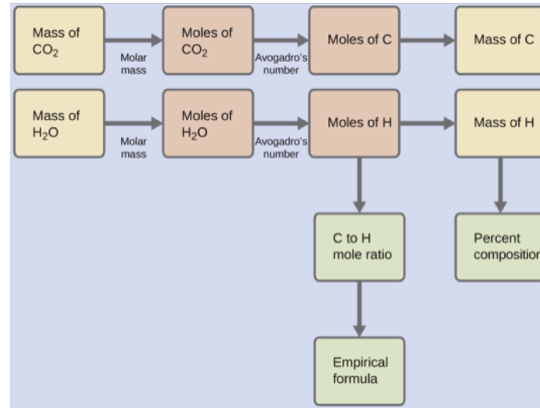 Mass of
CO₂
Molar
mass
Moles of
CO₂
Avogadro's
number
Moles of C
Mass of C
Mass of
H₂O
Molar
mass
Moles of
H₂O
Avogadro's
number
Moles of H
Mass of H
C to H
mole ratio
Percent
composition
Empirical
formula